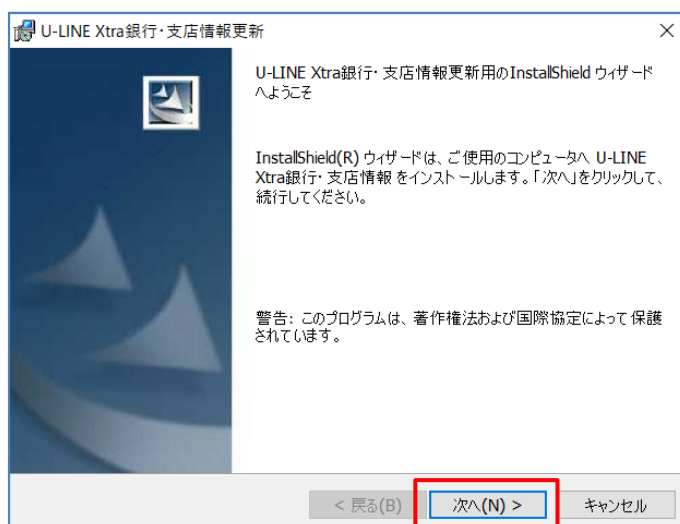 U-LINE Xtra銀行・支店情報更新
U-LINE Xtra銀行・支店情報更新用のInstallShield ウィザード
へようこそ
InstallShield(R) ウィザードは、ご使用のコンピュータへ U-LINE
Xtra銀行・支店情報 をインストールします。「次へ」をクリックして、
続行してください。
警告: このプログラムは、著作権法および国際協定によって保護
されています。
< 戻る(B)
次へ(N) >
キャンセル